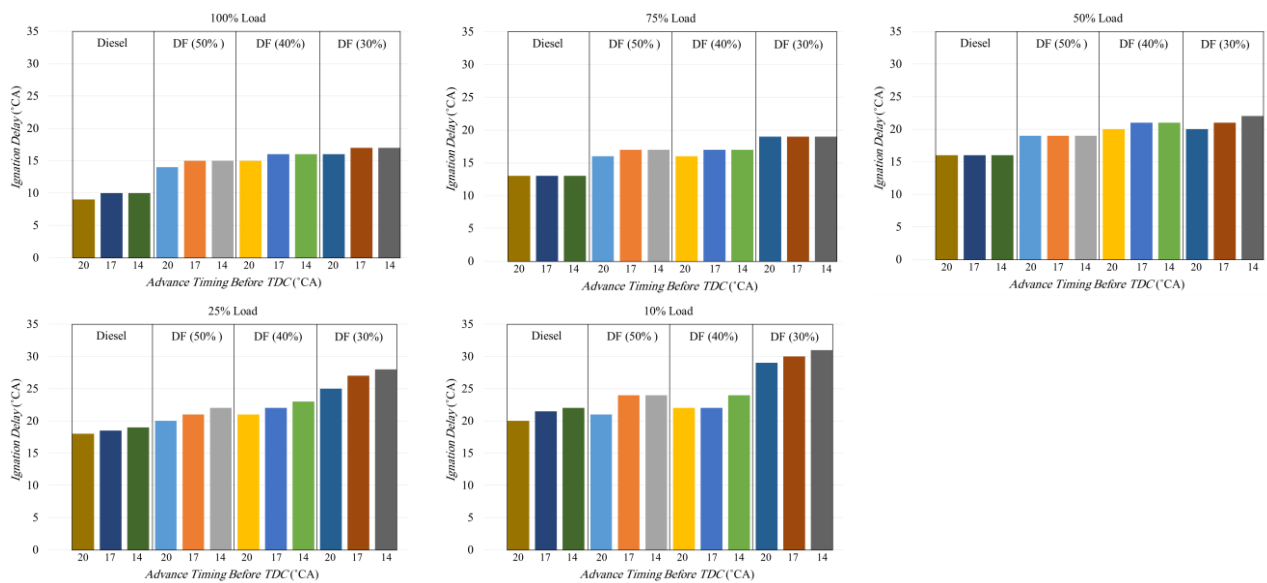 100% Load
35
30
25
20
15
10
5
0
Ignation Delay (˚CA)
Diesel
DF (50% )
DF (40%)
DF (30%)
20 17 14 20 17 14 20 17 14 20 17 14
Advance Timing Before TDC (˚CA)
75% Load
35
30
25
20
15
10
5
0
Ignation Delay (˚CA)
Diesel
DF (50% )
DF (40%)
DF (30%)
20 17 14 20 17 14 20 17 14 20 17 14
Advance Timing Before TDC (˚CA)
50% Load
35
30
25
20
15
10
5
0
Ignation Delay (˚CA)
Diesel
DF (50% )
DF (40%)
DF (30%)
20 17 14 20 17 14 20 17 14 20 17 14
Advance Timing Before TDC (˚CA)
25% Load
35
30
25
20
15
10
5
0
Ignation Delay (˚CA)
Diesel
DF (50% )
DF (40%)
DF (30%)
20 17 14 20 17 14 20 17 14 20 17 14
Advance Timing Before TDC (˚CA)
10% Load
35
30
25
20
15
10
5
0
Ignation Delay (˚CA)
Diesel
DF (50% )
DF (40%)
DF (30%)
20 17 14 20 17 14 20 17 14 20 17 14
Advance Timing Before TDC (˚CA)